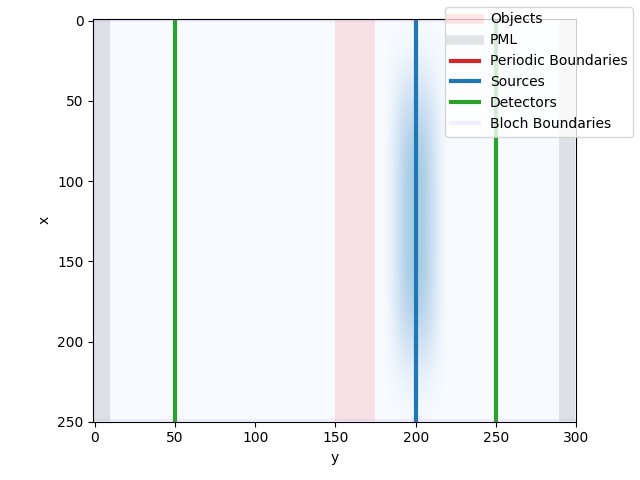 Objects
PML
Periodic Boundaries
Sources
Detectors
Bloch Boundaries
0
50
100
150
200
250
x
0 50 100 150 200 250 300
y